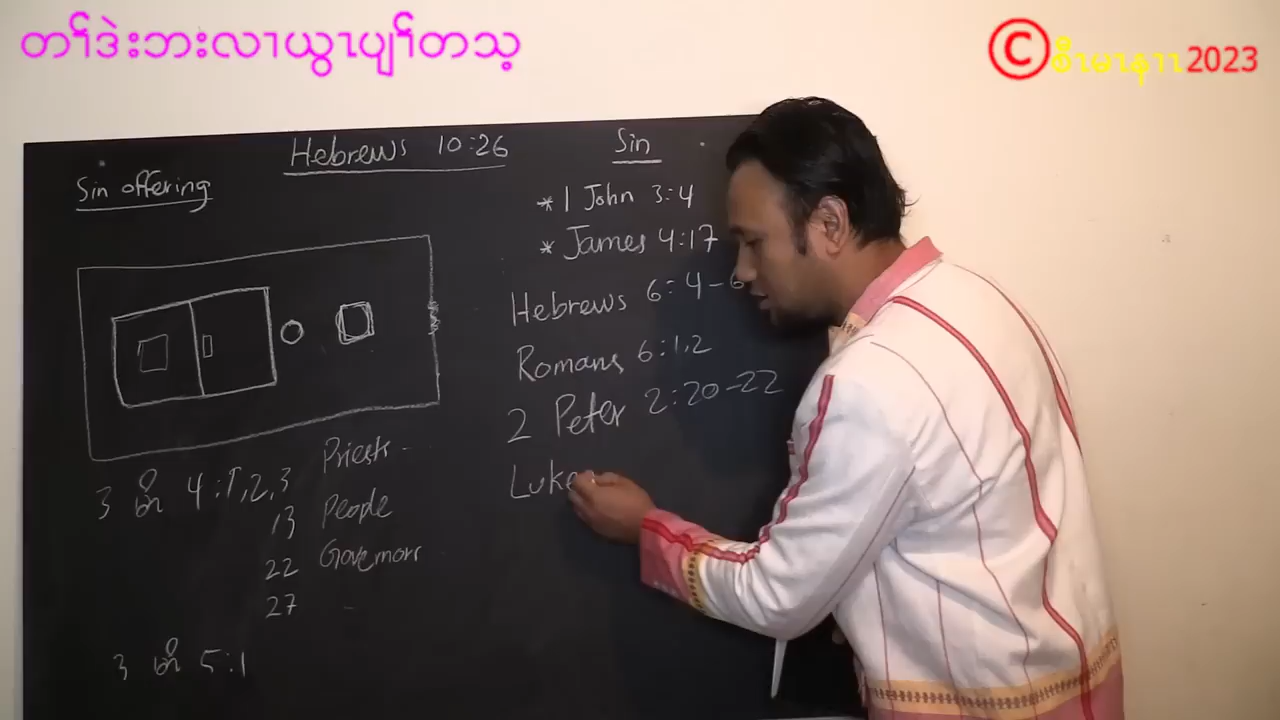 တၢ်ဒဲးဘးလၢယွၤပျၢ်တသ့
© စီၤမၤနၢၤ 2023
Hebrews 10:26
Sin offering
Sin
* 1 John 3:4
* James 4:17
Hebrews 6:4-6
Romans 6:1,2
2 Peter 2:20-22
Luke
3 မိၤ 4:1,2,3 Priests
13 People
22 Governors
27
3 မိၤ 5:1